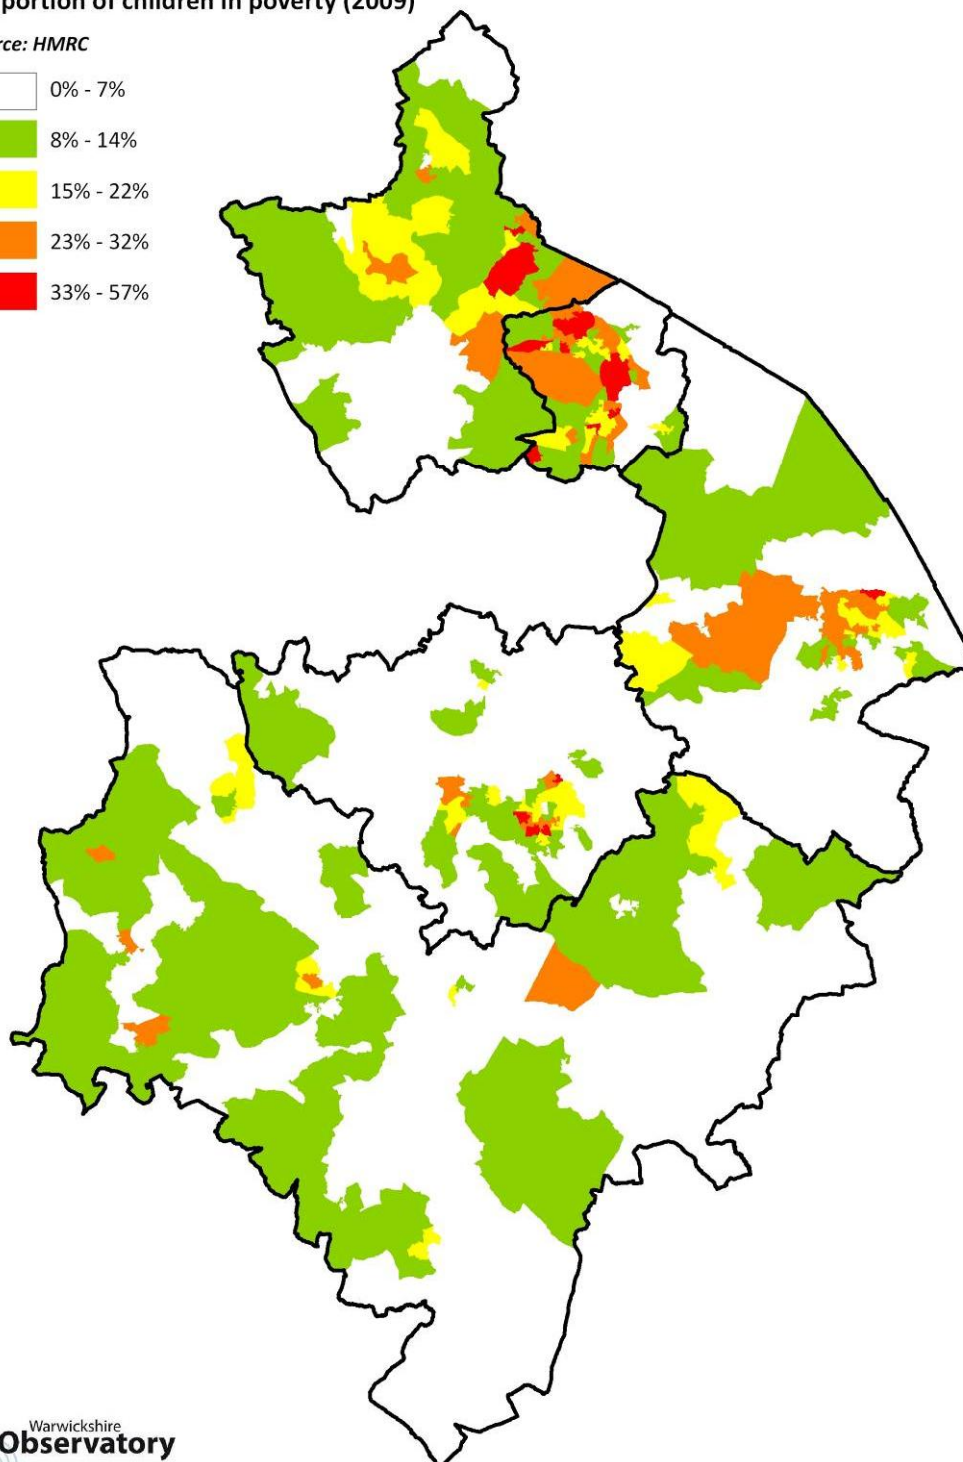 portion of children in poverty (2009)
rce: HMRC
0% - 7%
8% - 14%
15% - 22%
23% - 32%
33% - 57%
Warwickshire
Observatory